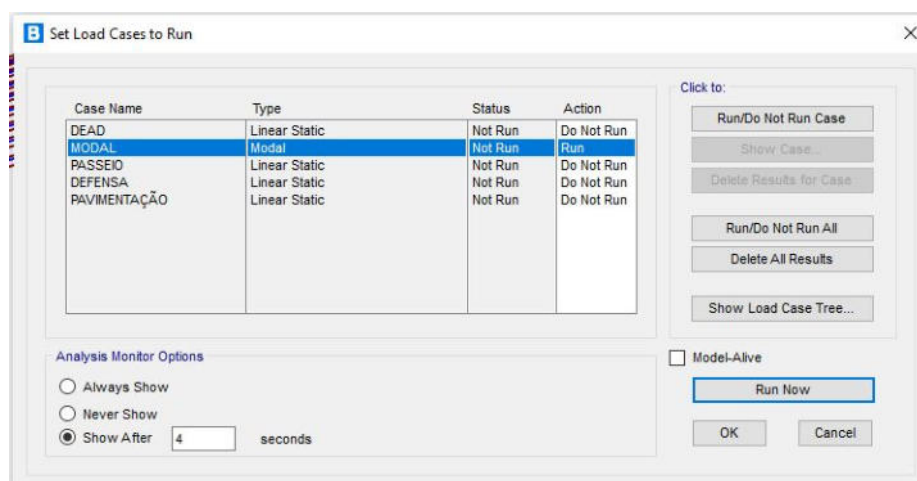 B Set Load Cases to Run
Case Name Type Status Action
DEAD Linear Static Not Run Do Not Run
MODAL Modal Not Run Run
PASSEIO Linear Static Not Run Do Not Run
DEFENSA Linear Static Not Run Do Not Run
PAVIMENTAÇÃO Linear Static Not Run Do Not Run
Click to:
Run/Do Not Run Case
Show Case...
Delete Results for Case
Run/Do Not Run All
Delete All Results
Show Load Case Tree...
Analysis Monitor Options
Always Show
Never Show
Show After 4 seconds
Model-Alive
Run Now
OK Cancel